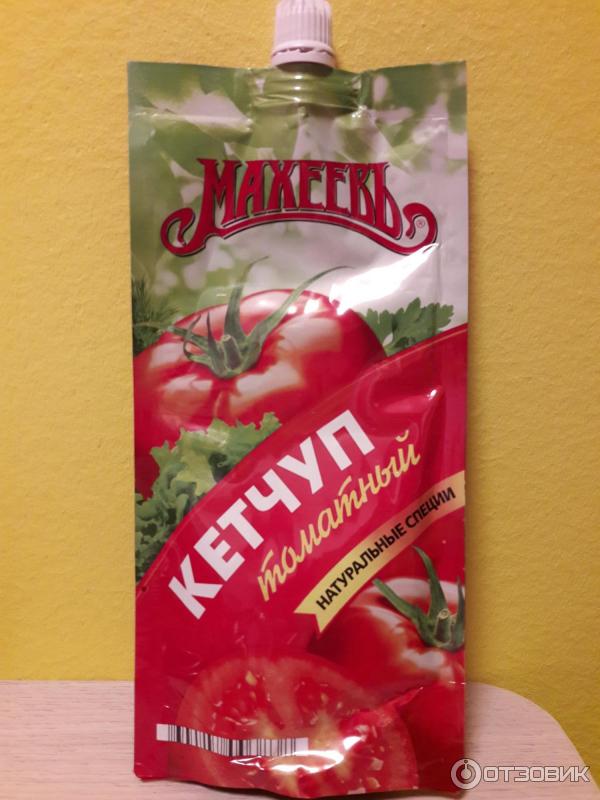 МАХЕЕВЪ
®
КЕТЧУП
томатный
НАТУРАЛЬНЫЕ СПЕЦИИ
ОТЗОВИК